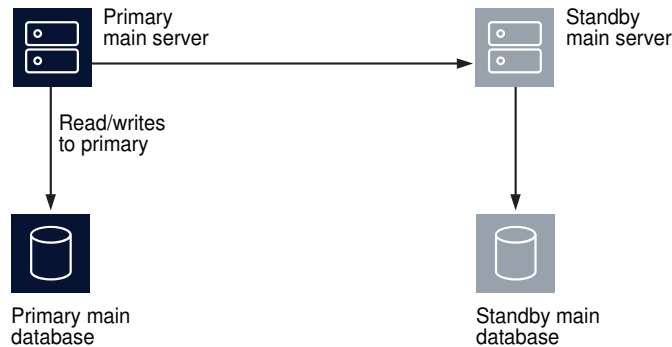 Primary
main server
Standby
main server
Read/writes
to primary
Primary main
database
Standby main
database